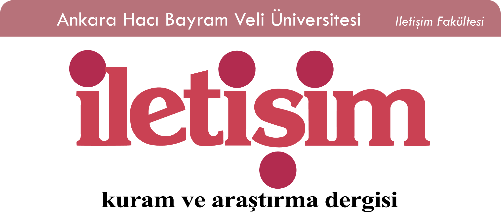 Ankara Hacı Bayram Veli Üniversitesi İletişim Fakültesi
iletişim
kuram ve araştırma dergisi